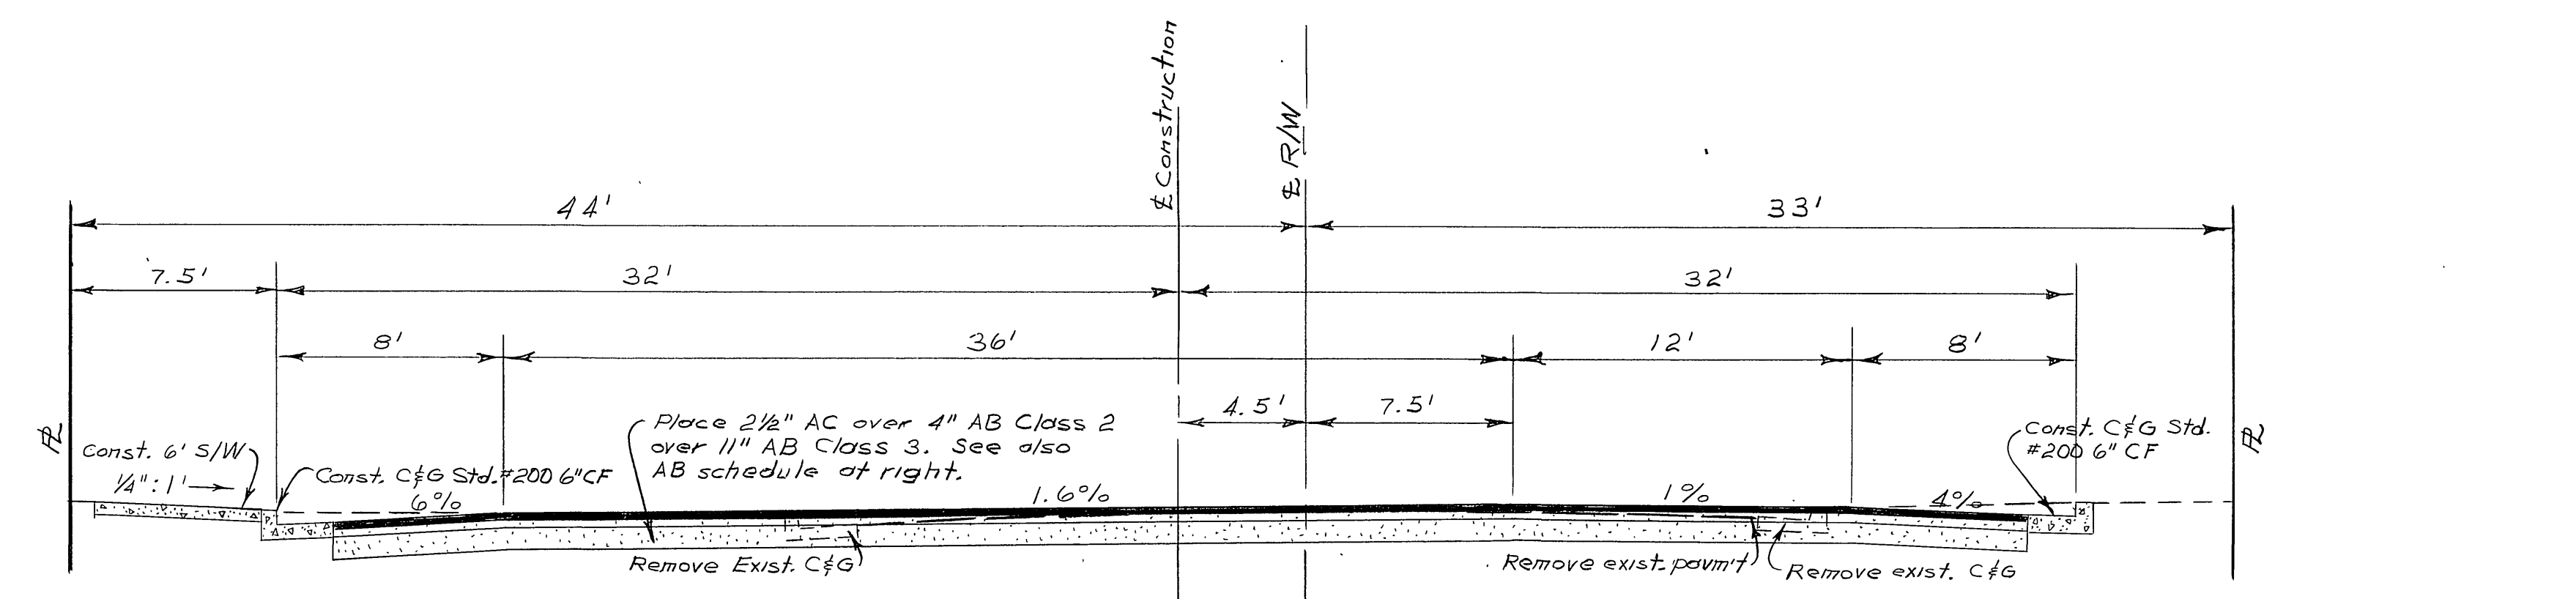 ℄ Construction
℄ R/W
44'
33'
7.5'
32'
32'
8'
36'
12'
8'
4.5'
7.5'
Place 2½" AC over 4" AB Class 2
over 11" AB Class 3. See also
AB schedule at right.
Const. C&G Std.
#200 6" CF
PL
PL
Const. 6' S/W
¼" : 1'
Const. C&G Std. #200 6" CF
6%
1.6%
1%
4%
Remove Exist. C&G
Remove exist. pavm't
Remove exist. C&G